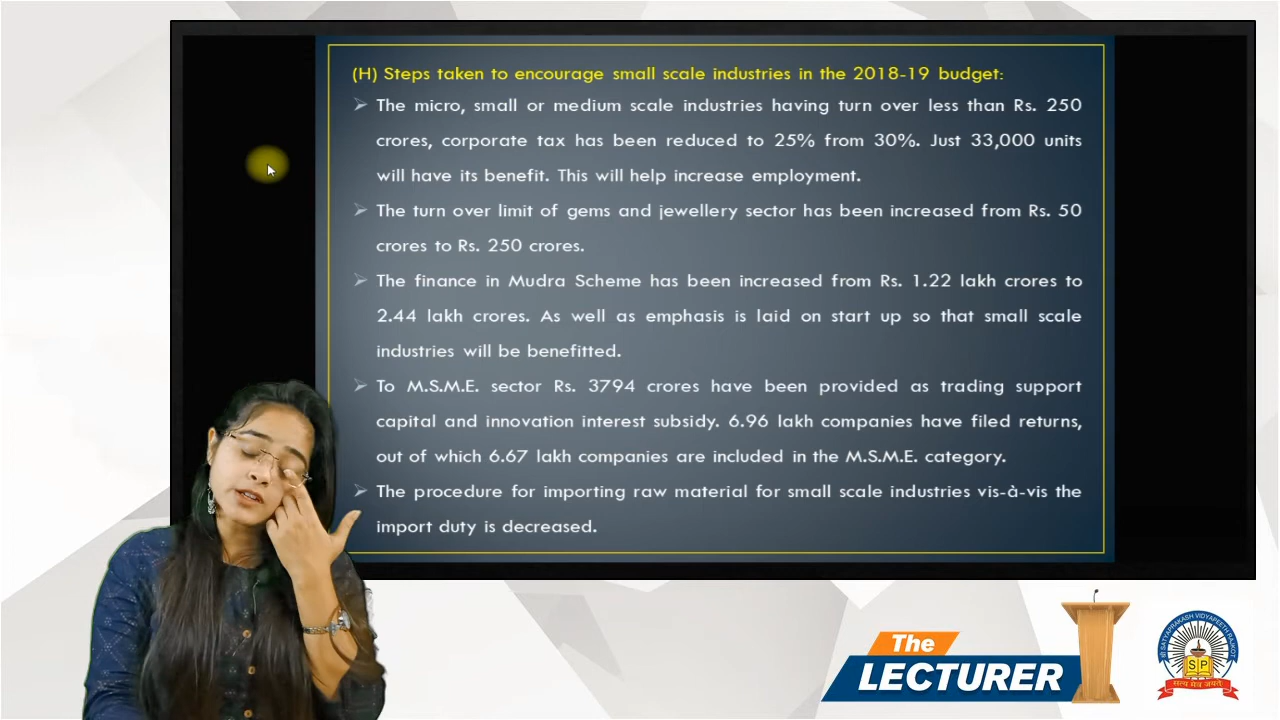 (H) Steps taken to encourage small scale industries in the 2018-19 budget:
The micro, small or medium scale industries having turn over less than Rs. 250
crores, corporate tax has been reduced to 25% from 30%. Just 33,000 units
will have its benefit. This will help increase employment.
The turn over limit of gems and jewellery sector has been increased from Rs. 50
crores to Rs. 250 crores.
The finance in Mudra Scheme has been increased from Rs. 1.22 lakh crores to
2.44 lakh crores. As well as emphasis is laid on start up so that small scale
industries will be benefitted.
To M.S.M.E. sector Rs. 3794 crores have been provided as trading support
capital and innovation interest subsidy. 6.96 lakh companies have filed returns,
out of which 6.67 lakh companies are included in the M.S.M.E. category.
The procedure for importing raw material for small scale industries vis-à-vis the
import duty is decreased.
The
LECTURER
SATYAPRAKASH VIDYAPEETH RAJKOT
SP
सत्य मेव जयते